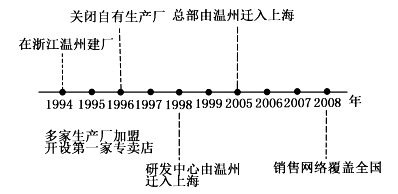 关闭自有生产厂
总部由温州迁入上海
在浙江温州建厂
1994 1995 1996 1997 1998 1999 2005 2006 2007 2008 年
多家生产厂加盟
开设第一家专卖店
研发中心由温州
迁入上海
销售网络覆盖全国